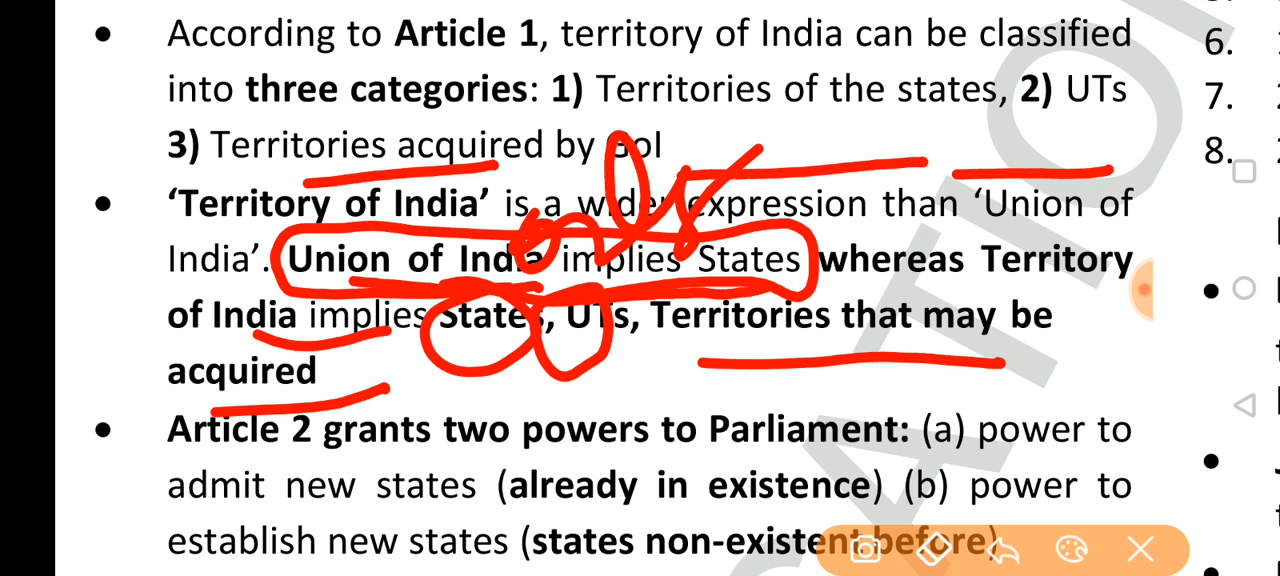 • According to Article 1, territory of India can be classified
into three categories: 1) Territories of the states, 2) UTs
3) Territories acquired by GoI
• ‘Territory of India’ is a wider expression than ‘Union of
India’. Union of India implies States whereas Territory
of India implies States, UTs, Territories that may be
acquired
• Article 2 grants two powers to Parliament: (a) power to
admit new states (already in existence) (b) power to
establish new states (states non-existent before)
6.
7.
8.